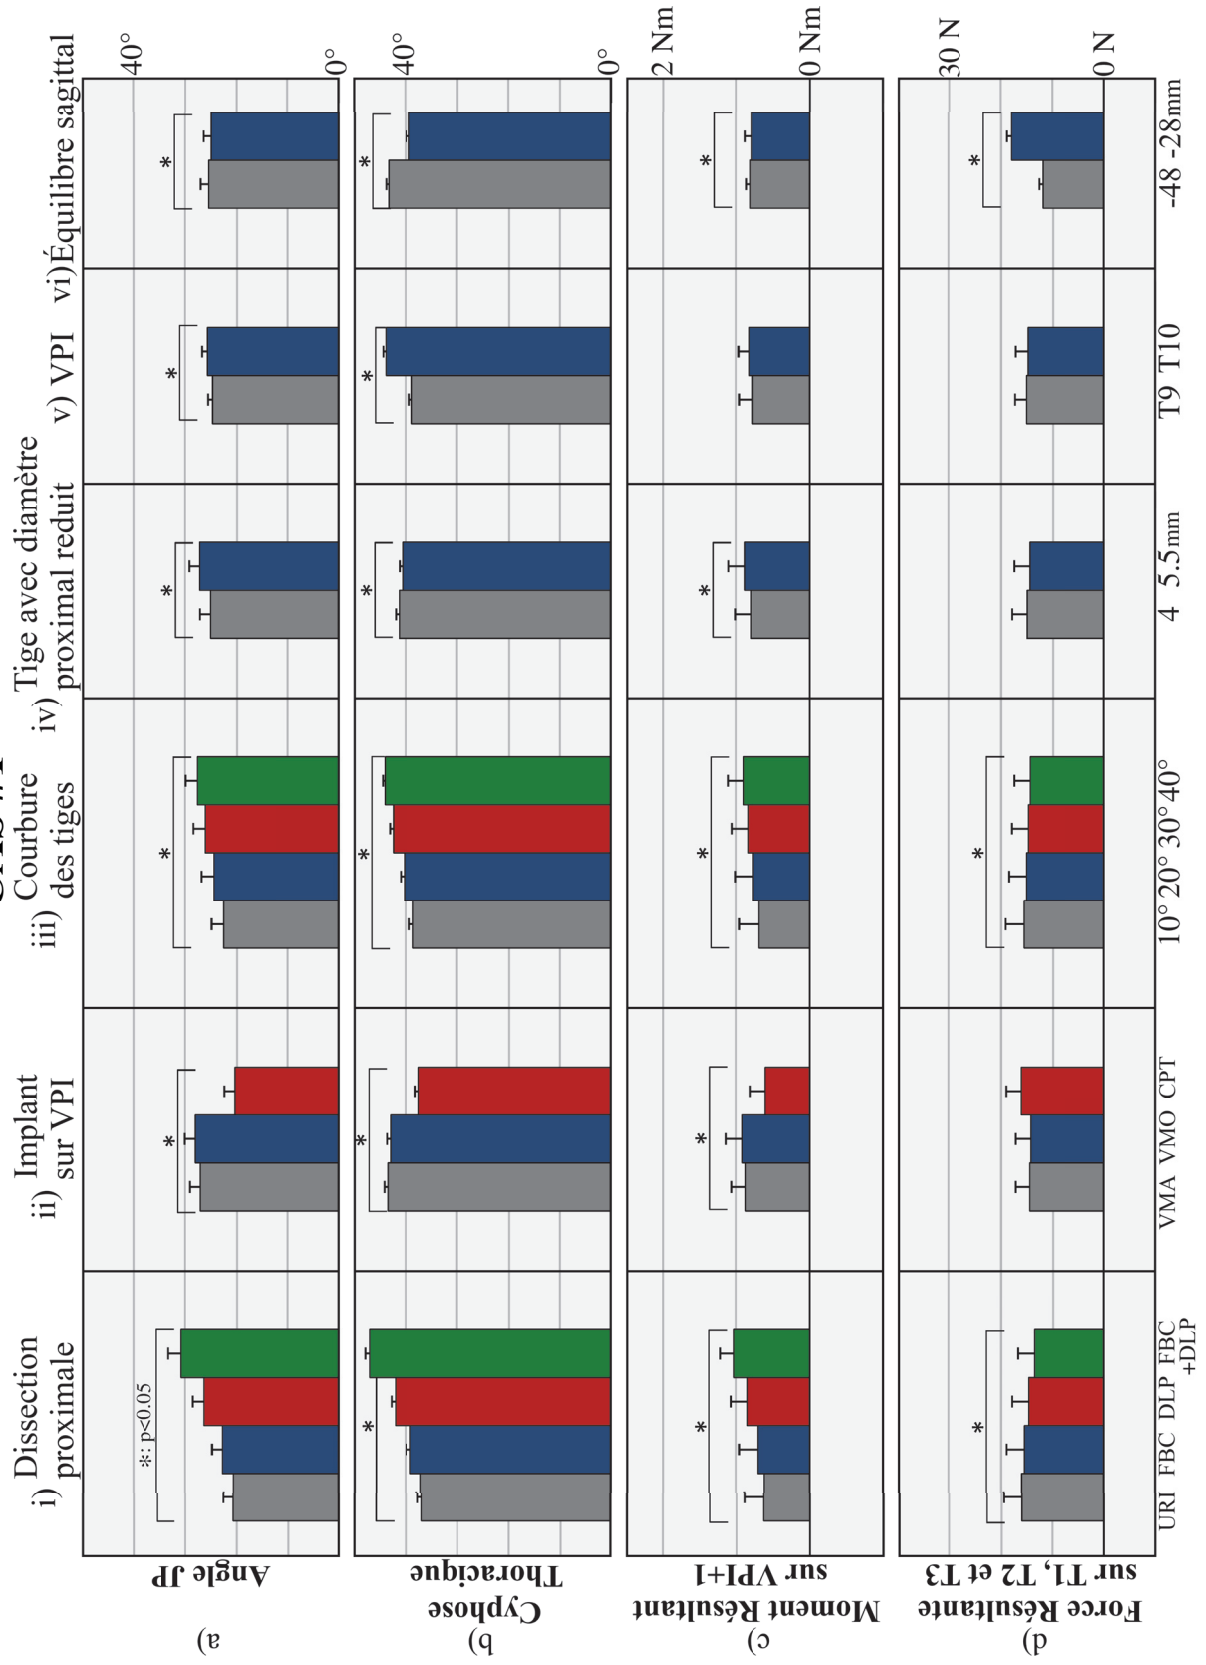 i) Dissection
proximale
ii) Implant
sur VPI
iii) Courbure
des tiges
iv) Tige avec diamètre
proximal reduit
v) VPI
vi)Équilibre sagittal
a)
Angle JP
*: p<0.05
*
*
*
*
*
40°
0°
b)
Cyphose
Thoracique
*
*
*
*
*
*
40°
0°
c)
Moment Résultant
sur VPI+1
*
*
*
*
*
2 Nm
0 Nm
d)
Force Résultante
sur T1, T2 et T3
*
*
*
30 N
0 N
URI FBC DLP FBC
+DLP
VMA VMO CPT
10° 20° 30° 40°
4 5.5mm
T9 T10
-48 -28mm